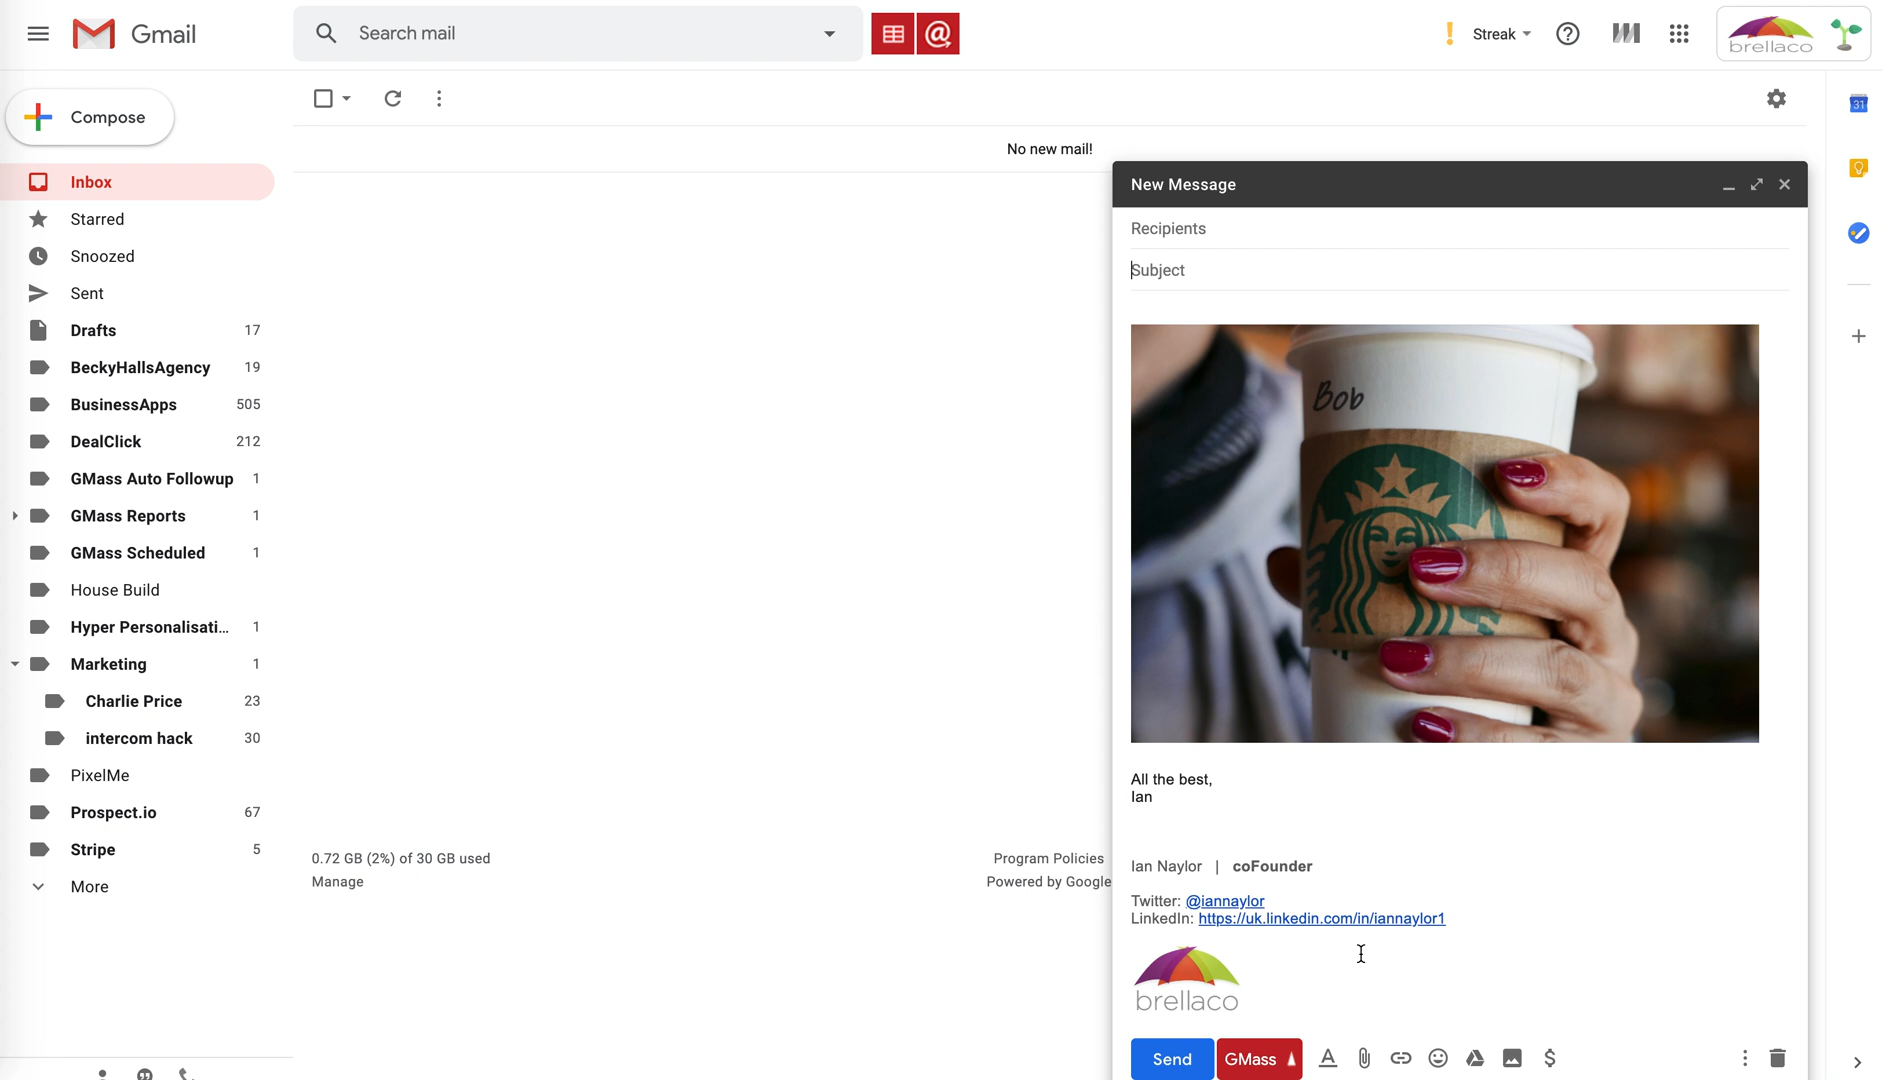 Gmail
Search mail
Streak
brellaco
Compose
No new mail!
Inbox
Starred
Snoozed
Sent
Drafts 17
BeckyHallsAgency 19
BusinessApps 505
DealClick 212
GMass Auto Followup 1
GMass Reports 1
GMass Scheduled 1
House Build
Hyper Personalisati... 1
Marketing 1
Charlie Price 23
intercom hack 30
PixelMe
Prospect.io 67
Stripe 5
More
0.72 GB (2%) of 30 GB used
Manage
Program Policies
Powered by Google
New Message
Recipients
Subject
Bob
All the best,
Ian
Ian Naylor | coFounder
Twitter: @iannaylor
LinkedIn: https://uk.linkedin.com/in/iannaylor1
brellaco
Send
GMass
31